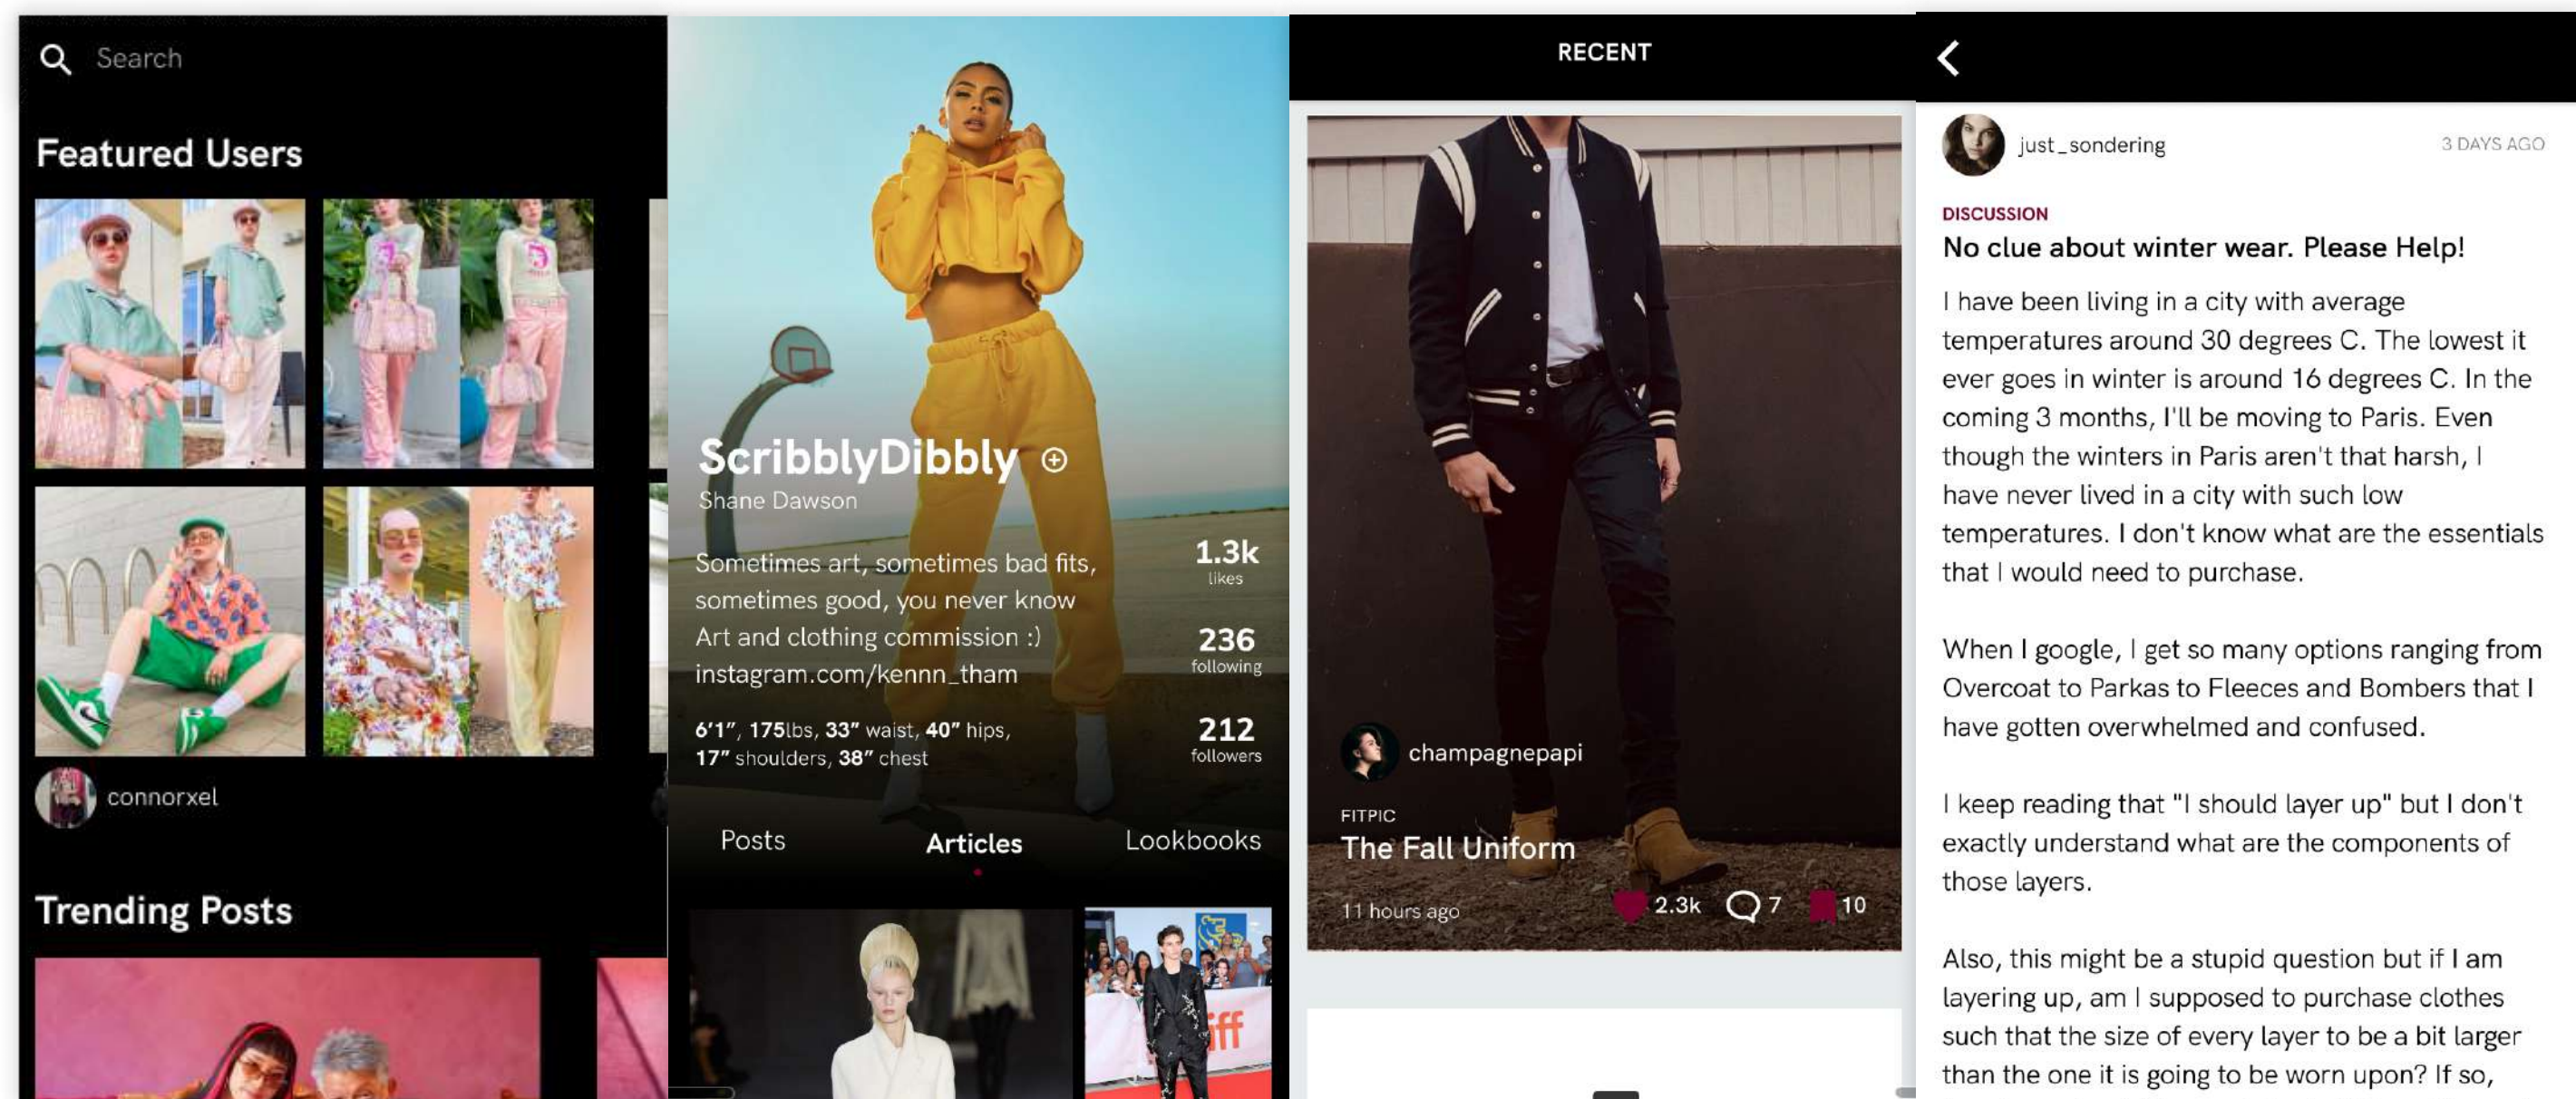 Search
Featured Users
connorxel
Trending Posts
ScribblyDibbly
Shane Dawson
Sometimes art, sometimes bad fits,
sometimes good, you never know
Art and clothing commission :)
instagram.com/kennn_tham
6'1", 175lbs, 33" waist, 40" hips,
17" shoulders, 38" chest
1.3k
likes
236
following
212
followers
Posts
Articles
Lookbooks
iff
RECENT
champagnepapi
FITPIC
The Fall Uniform
11 hours ago
2.3k
7
10
just_sondering
3 DAYS AGO
DISCUSSION
No clue about winter wear. Please Help!
I have been living in a city with average
temperatures around 30 degrees C. The lowest it
ever goes in winter is around 16 degrees C. In the
coming 3 months, I'll be moving to Paris. Even
though the winters in Paris aren't that harsh, I
have never lived in a city with such low
temperatures. I don't know what are the essentials
that I would need to purchase.
When I google, I get so many options ranging from
Overcoat to Parkas to Fleeces and Bombers that I
have gotten overwhelmed and confused.
I keep reading that "I should layer up" but I don't
exactly understand what are the components of
those layers.
Also, this might be a stupid question but if I am
layering up, am I supposed to purchase clothes
such that the size of every layer to be a bit larger
than the one it is going to be worn upon? If so,